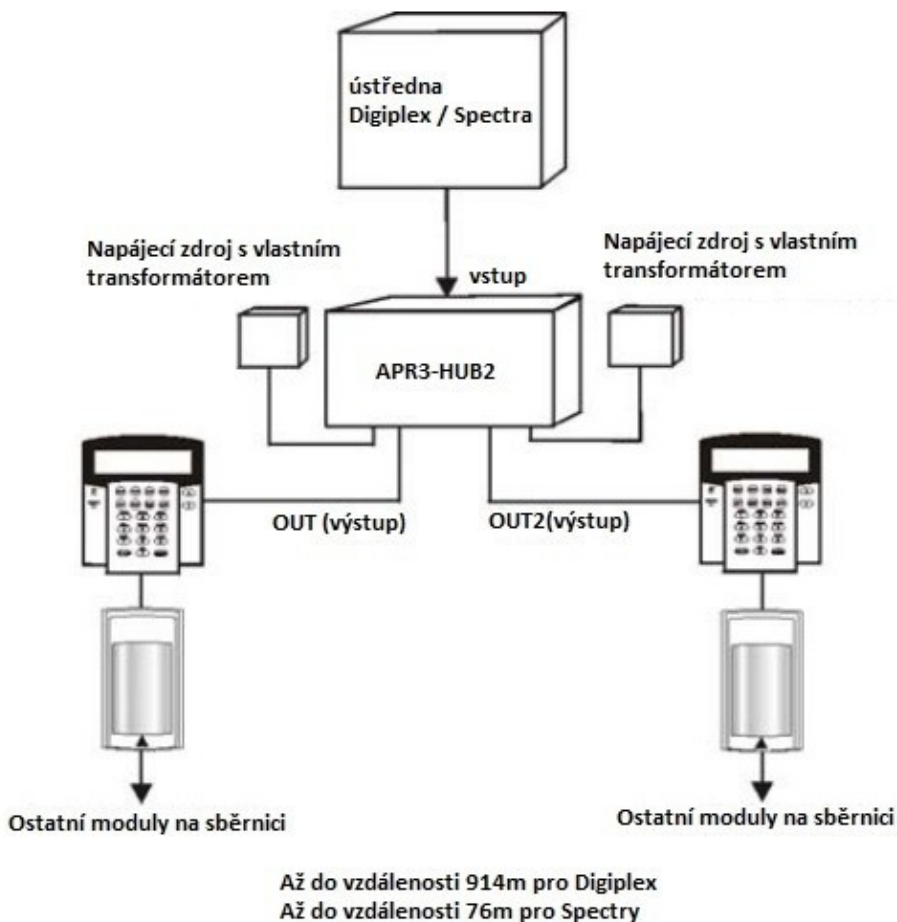 ústředna
Digiplex / Spectra
Napájecí zdroj s vlastním
transformátorem
Napájecí zdroj s vlastním
transformátorem
vstup
APR3-HUB2
OUT (výstup)
OUT2(výstup)
Ostatní moduly na sběrnici
Ostatní moduly na sběrnici
Až do vzdálenosti 914m pro Digiplex
Až do vzdálenosti 76m pro Spectry